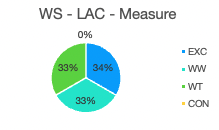 WS - LAC - Measure
0%
33%
34%
33%
EXC
WW
WT
CON